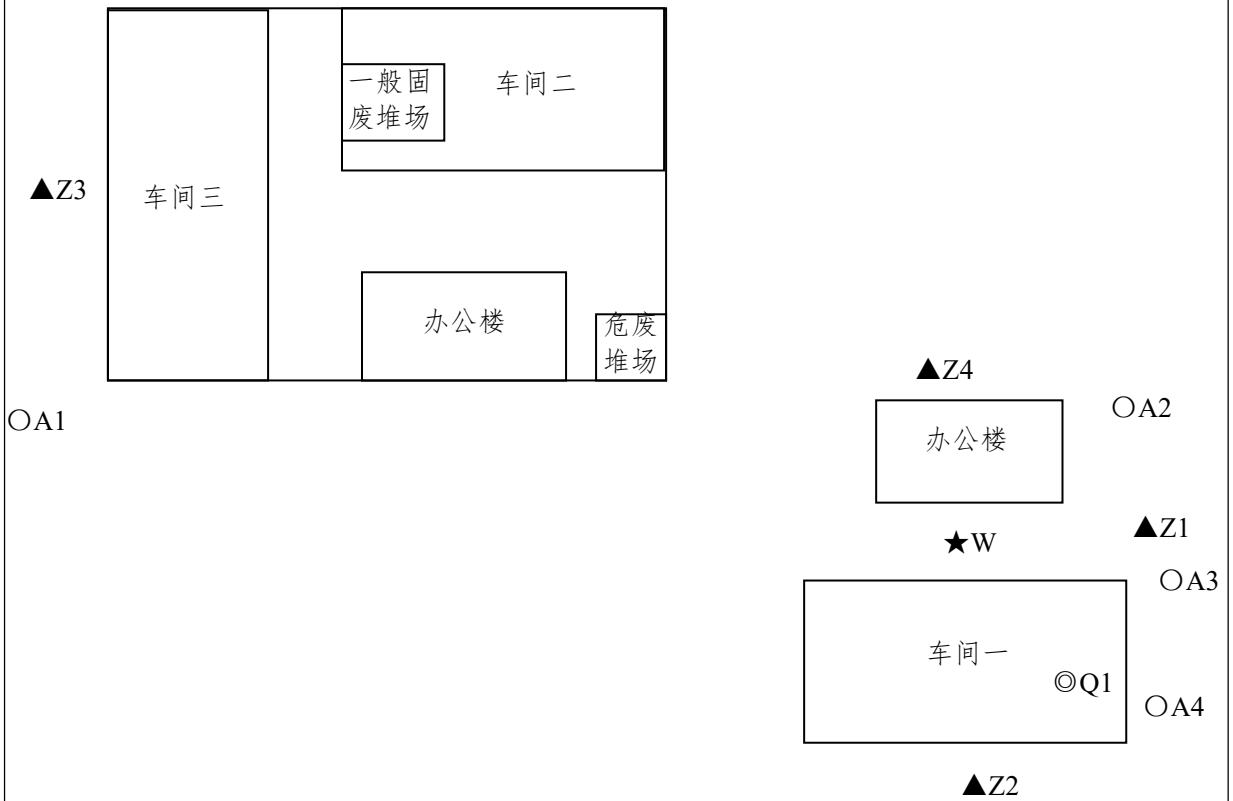 一般固
废堆场
车间二
▲Z3
车间三
办公楼
危废
堆场
▲Z4
○A1
○A2
办公楼
▲Z1
★W
○A3
车间一
◎Q1
○A4
▲Z2